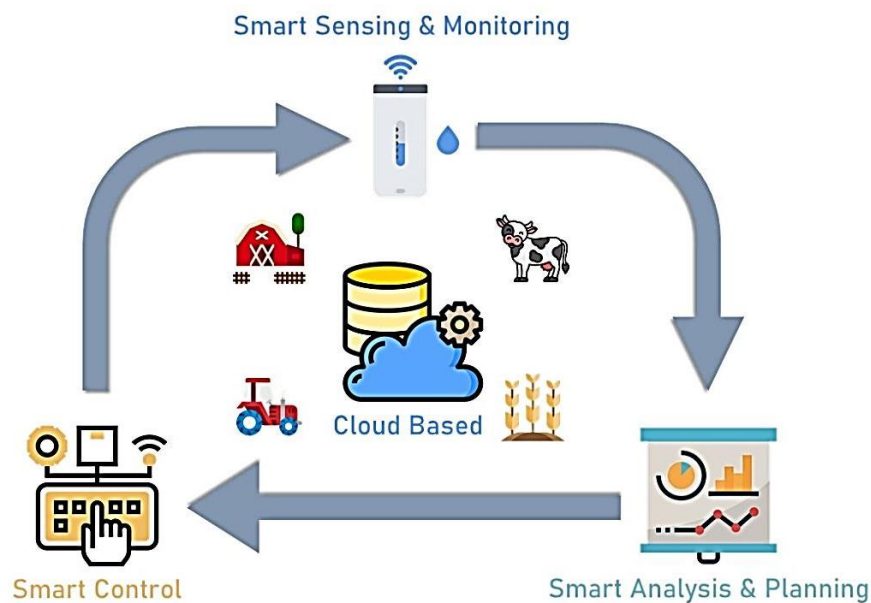 Smart Sensing & Monitoring
Cloud Based
Smart Control
Smart Analysis & Planning